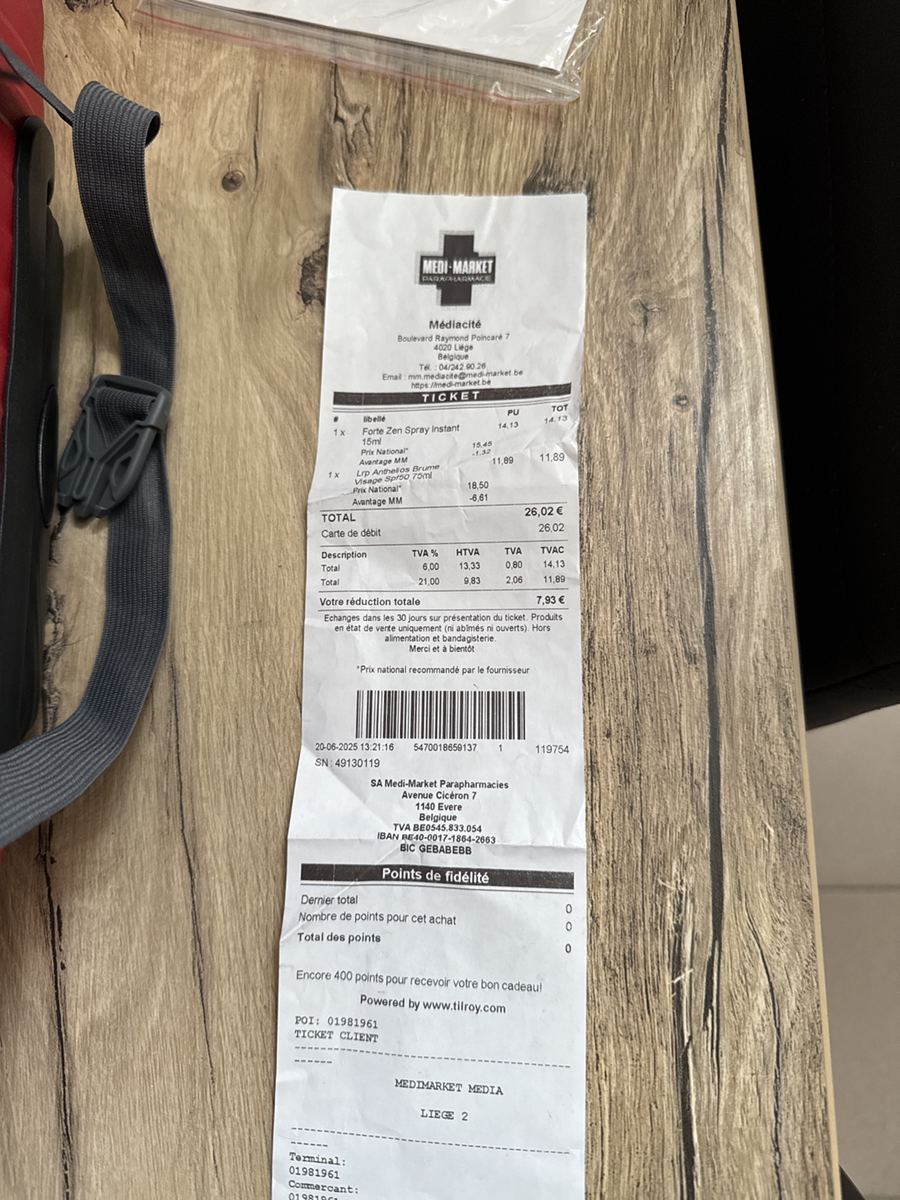 MEDI-MARKET
PARAPHARMACIE
Médiacité
Boulevard Raymond Poincaré 7
4020 Liège
Belgique
Tél. : 04/242.90.26
Email : mm.mediacite@medi-market.be
https://medi-market.be
TICKET
# libellé PU TOT
1 x Forte Zen Spray Instant 14,13 14,13
15ml
Prix National* 15,45
Avantage MM -1,32
1 x Lrp Anthelios Brume 11,89 11,89
Visage Spf50 75ml
Prix National* 18,50
Avantage MM -6,61
TOTAL 26,02 €
Carte de débit 26,02
Description TVA % HTVA TVA TVAC
Total 6,00 13,33 0,80 14,13
Total 21,00 9,83 2,06 11,89
Votre réduction totale 7,93 €
Echanges dans les 30 jours sur présentation du ticket. Produits
en état de vente uniquement (ni abîmés ni ouverts). Hors
alimentation et bandagisterie.
Merci et à bientôt
*Prix national recommandé par le fournisseur
20-06-2025 13:21:16 5470018659137 1 119754
SN : 49130119
SA Medi-Market Parapharmacies
Avenue Cicéron 7
1140 Evere
Belgique
TVA BE0545.833.054
IBAN BE40-0017-1864-2663
BIC GEBABEBB
Points de fidélité
Dernier total 0
Nombre de points pour cet achat 0
Total des points 0
Encore 400 points pour recevoir votre bon cadeau!
Powered by www.tilroy.com
POI: 01981961
TICKET CLIENT
MEDIMARKET MEDIA
LIEGE 2
Terminal:
01981961
Commercant:
01981961